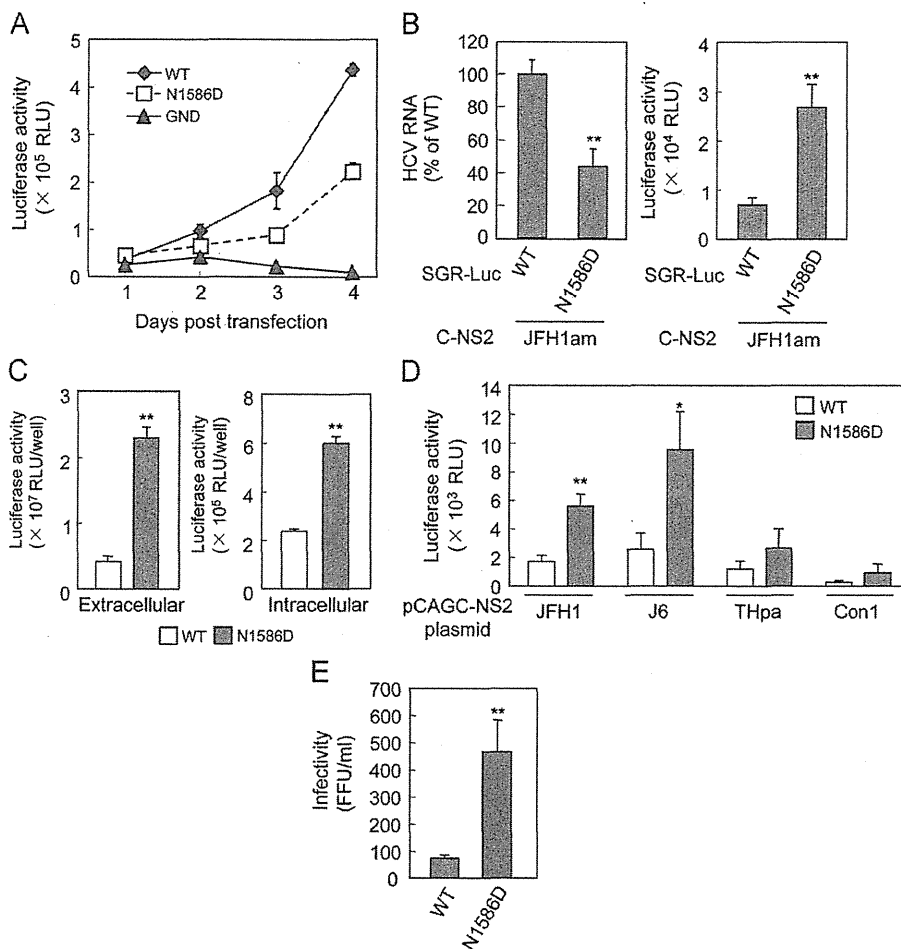 A
Luciferase activity
(× 10⁵ RLU)
5
4
3
2
1
0
WT
N1586D
GND
1 2 3 4
Days post transfection
B
HCV RNA
(% of WT)
120
100
80
60
40
20
0
**
WT
N1586D
SGR-Luc
C-NS2
JFH1am
Luciferase activity
(× 10⁴ RLU)
4
3
2
1
0
**
WT
N1586D
SGR-Luc
C-NS2
JFH1am
C
Luciferase activity
(× 10⁷ RLU/well)
3
2
1
0
**
Extracellular
Luciferase activity
(× 10⁵ RLU/well)
8
6
4
2
0
**
Intracellular
WT N1586D
D
Luciferase activity
(× 10³ RLU)
14
12
10
8
6
4
2
0
WT
N1586D
**
*
pCAGC-NS2
plasmid
JFH1 J6 THpa Con1
E
Infectivity
(FFU/ml)
700
600
500
400
300
200
100
0
**
WT
N1586D